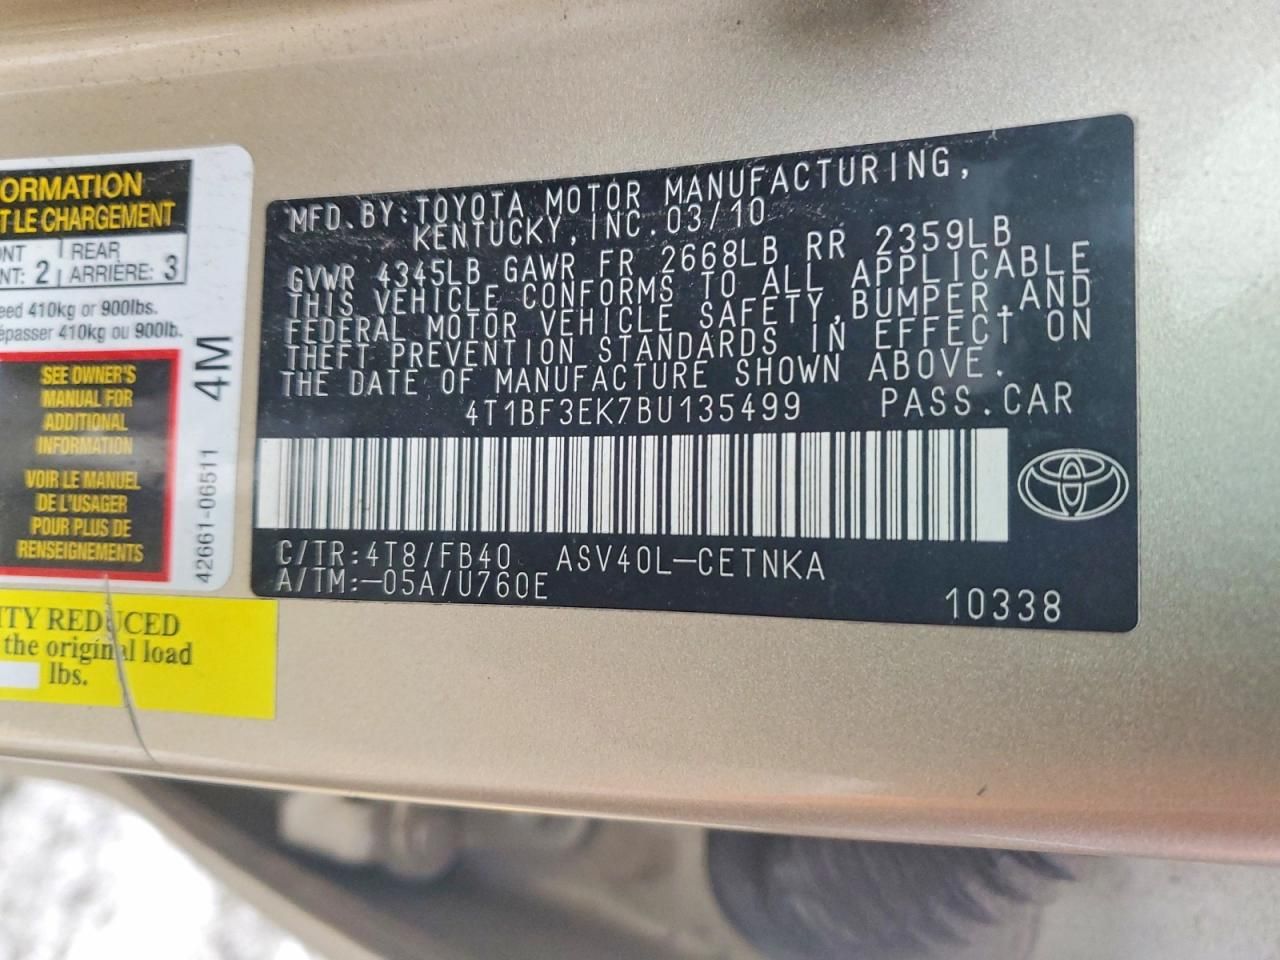 ORMATION
T LE CHARGEMENT
ONT REAR
NT: 2 ARRIÈRE: 3
eed 410kg or 900lbs.
épasser 410kg ou 900lb.
SEE OWNER'S
MANUAL FOR
ADDITIONAL
INFORMATION
VOIR LE MANUEL
DE L'USAGER
POUR PLUS DE
RENSEIGNEMENTS
42661-06511 4M
ITY REDUCED
the original load
lbs.
MFD. BY: TOYOTA MOTOR MANUFACTURING,
KENTUCKY, INC. 03/10
GVWR 4345LB GAWR FR 2668LB RR 2359LB
THIS VEHICLE CONFORMS TO ALL APPLICABLE
FEDERAL MOTOR VEHICLE SAFETY, BUMPER, AND
THEFT PREVENTION STANDARDS IN EFFECT ON
THE DATE OF MANUFACTURE SHOWN ABOVE.
4T1BF3EK7BU135499 PASS.CAR
C/TR:4T8/FB40 ASV40L-CETNKA
A/TM:-05A/U760E
10338